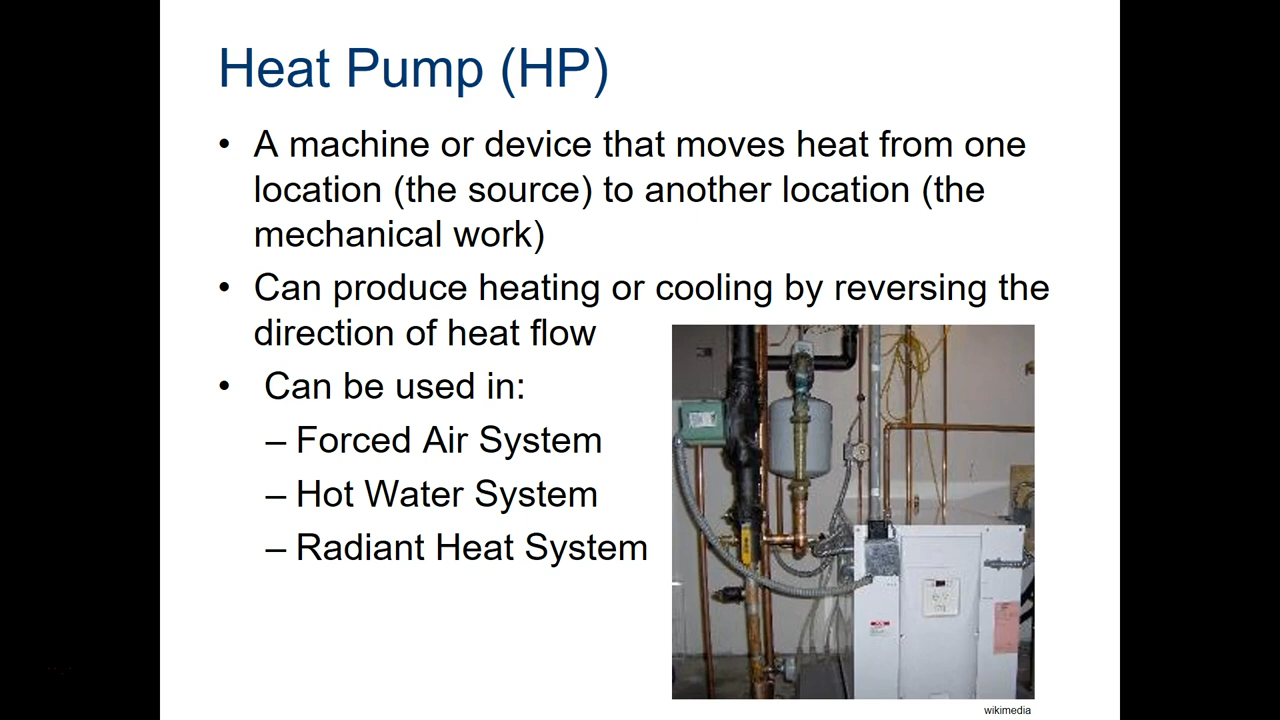 Heat Pump (HP)
• A machine or device that moves heat from one
location (the source) to another location (the
mechanical work)
• Can produce heating or cooling by reversing the
direction of heat flow
• Can be used in:
– Forced Air System
– Hot Water System
– Radiant Heat System
wikimedia